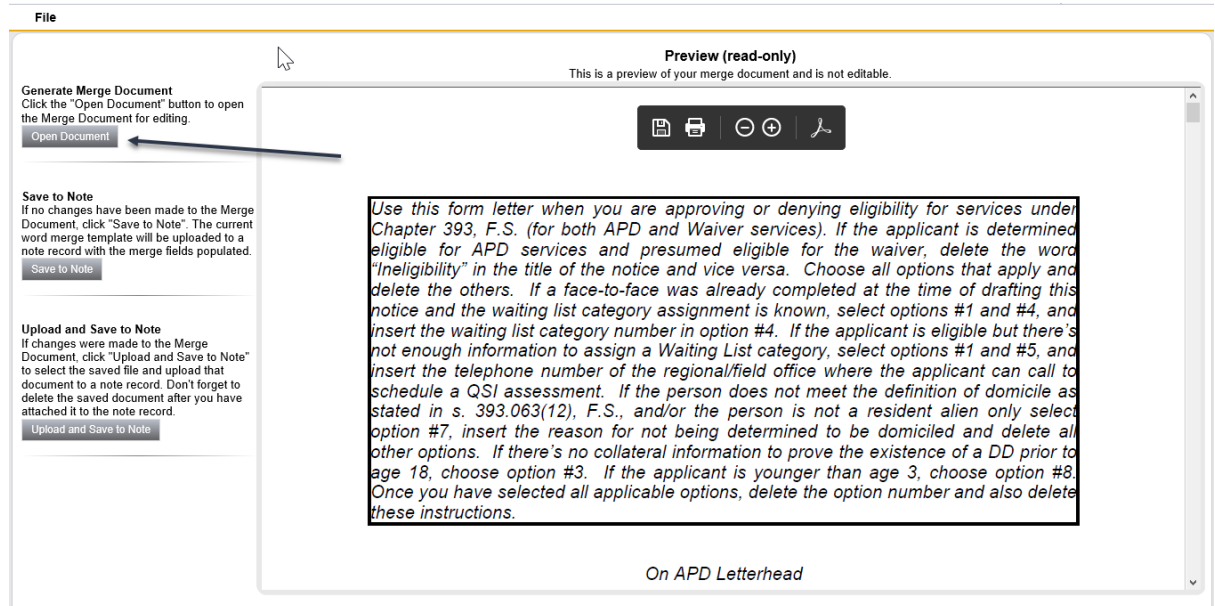 File
Generate Merge Document
Click the "Open Document" button to open
the Merge Document for editing.
Open Document
Save to Note
If no changes have been made to the Merge
Document, click "Save to Note". The current
word merge template will be uploaded to a
note record with the merge fields populated.
Save to Note
Upload and Save to Note
If changes were made to the Merge
Document, click "Upload and Save to Note"
to select the saved file and upload that
document to a note record. Don't forget to
delete the saved document after you have
attached it to the note record.
Upload and Save to Note
Preview (read-only)
This is a preview of your merge document and is not editable.
Use this form letter when you are approving or denying eligibility for services under
Chapter 393, F.S. (for both APD and Waiver services). If the applicant is determined
eligible for APD services and presumed eligible for the waiver, delete the word
“Ineligibility” in the title of the notice and vice versa. Choose all options that apply and
delete the others. If a face-to-face was already completed at the time of drafting this
notice and the waiting list category assignment is known, select options #1 and #4, and
insert the waiting list category number in option #4. If the applicant is eligible but there’s
not enough information to assign a Waiting List category, select options #1 and #5, and
insert the telephone number of the regional/field office where the applicant can call to
schedule a QSI assessment. If the person does not meet the definition of domicile as
stated in s. 393.063(12), F.S., and/or the person is not a resident alien only select
option #7, insert the reason for not being determined to be domiciled and delete all
other options. If there’s no collateral information to prove the existence of a DD prior to
age 18, choose option #3. If the applicant is younger than age 3, choose option #8.
Once you have selected all applicable options, delete the option number and also delete
these instructions.
On APD Letterhead